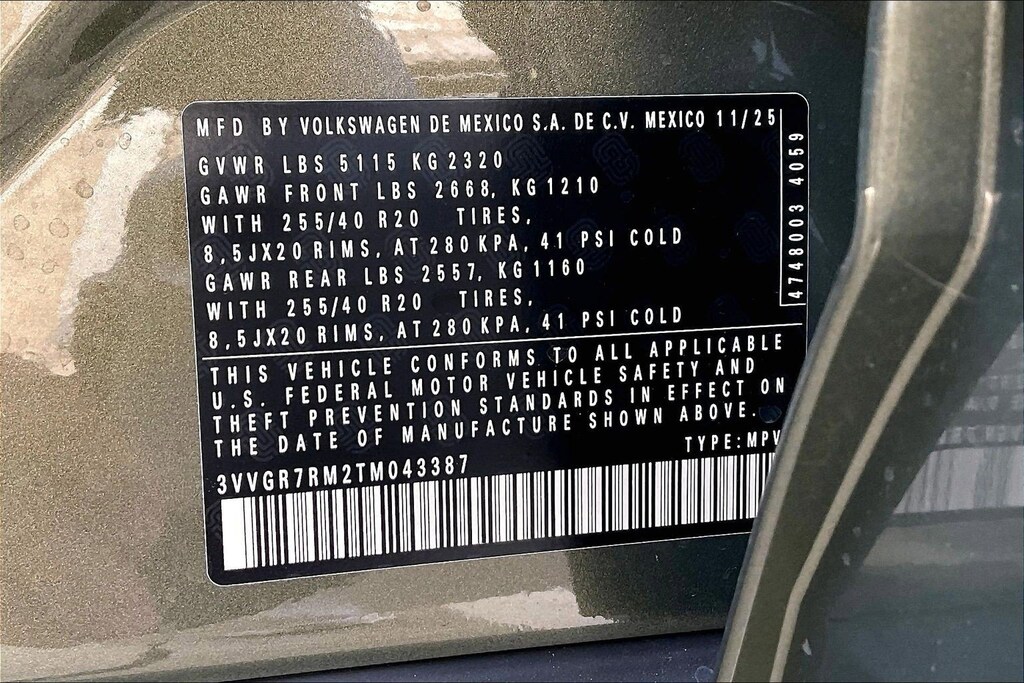 MFD BY VOLKSWAGEN DE MEXICO S.A. DE C.V. MEXICO 11/25
GVWR LBS 5115 KG 2320
GAWR FRONT LBS 2668, KG 1210
WITH 255/40 R20 TIRES,
8,5JX20 RIMS, AT 280 KPA, 41 PSI COLD
GAWR REAR LBS 2557, KG 1160
WITH 255/40 R20 TIRES,
8,5JX20 RIMS, AT 280 KPA, 41 PSI COLD
4748003 4059
THIS VEHICLE CONFORMS TO ALL APPLICABLE
U.S. FEDERAL MOTOR VEHICLE SAFETY AND
THEFT PREVENTION STANDARDS IN EFFECT ON
THE DATE OF MANUFACTURE SHOWN ABOVE.
TYPE: MPV
3VVGR7RM2TM043387